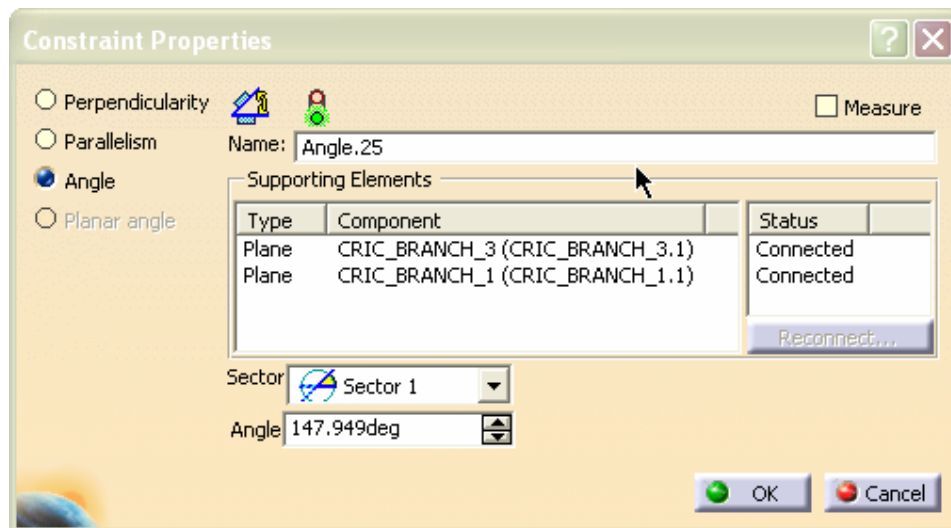 Constraint Properties
Perpendicularity
Measure
Parallelism
Name: Angle.25
Angle
Supporting Elements
Planar angle
Type Component Status
Plane CRIC_BRANCH_3 (CRIC_BRANCH_3.1) Connected
Plane CRIC_BRANCH_1 (CRIC_BRANCH_1.1) Connected
Reconnect...
Sector Sector 1
Angle 147.949deg
OK Cancel